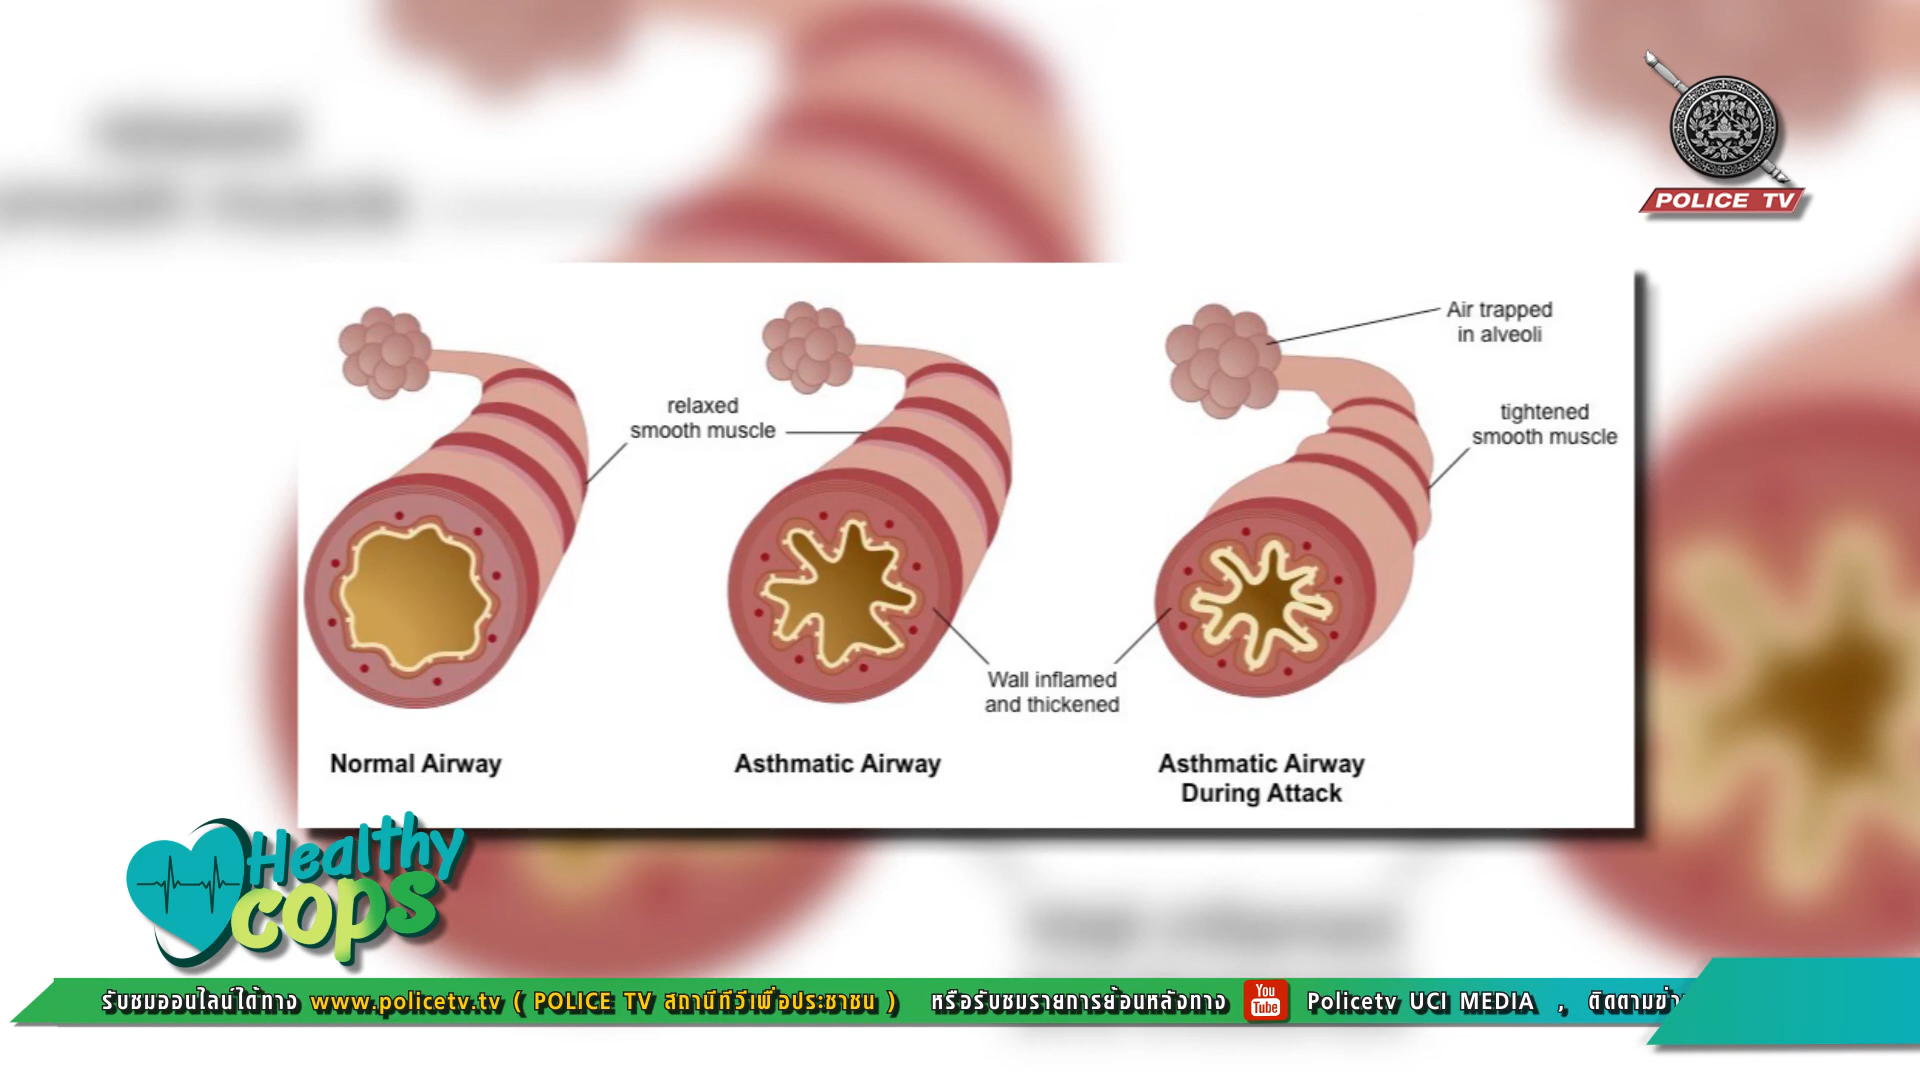 POLICE TV
Air trapped
in alveoli
relaxed
smooth muscle
tightened
smooth muscle
Wall inflamed
and thickened
Normal Airway
Asthmatic Airway
Asthmatic Airway
During Attack
Healthy
cops
รับชมออนไลน์ได้ทาง www.policetv.tv ( POLICE TV สถานีทีวีเพื่อประชาชน ) หรือรับชมรายการย้อนหลังทาง You Tube Policetv UCI MEDIA , ติดตามข่า